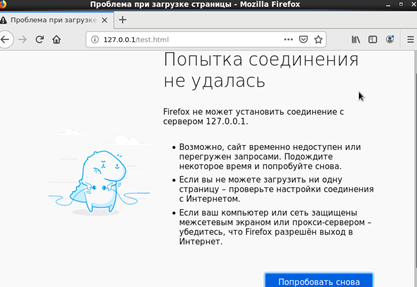 Проблема при загрузке страницы - Mozilla Firefox
Проблема при загрузке
127.0.0.1/test.html
Попытка соединения
не удалась
Firefox не может установить соединение с
сервером 127.0.0.1.
Возможно, сайт временно недоступен или
перегружен запросами. Подождите
некоторое время и попробуйте снова.
Если вы не можете загрузить ни одну
страницу – проверьте настройки соединения
с Интернетом.
Если ваш компьютер или сеть защищены
межсетевым экраном или прокси-сервером –
убедитесь, что Firefox разрешён выход в
Интернет.
Попробовать снова